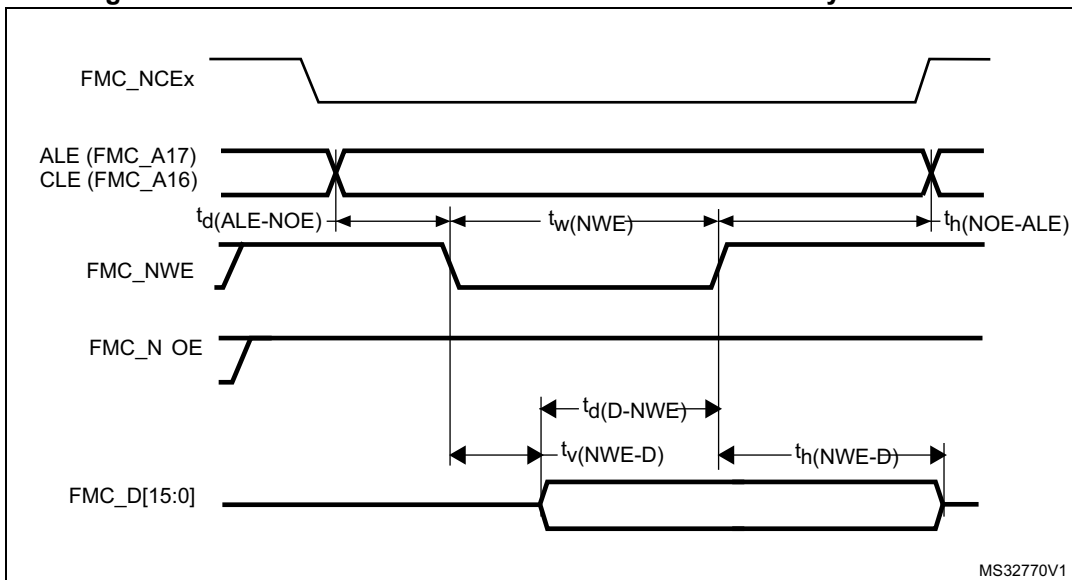 FMC_NCEx
ALE (FMC_A17)
CLE (FMC_A16)
td(ALE-NOE)
tw(NWE)
th(NOE-ALE)
FMC_NWE
FMC_N OE
td(D-NWE)
tv(NWE-D)
th(NWE-D)
FMC_D[15:0]
MS32770V1